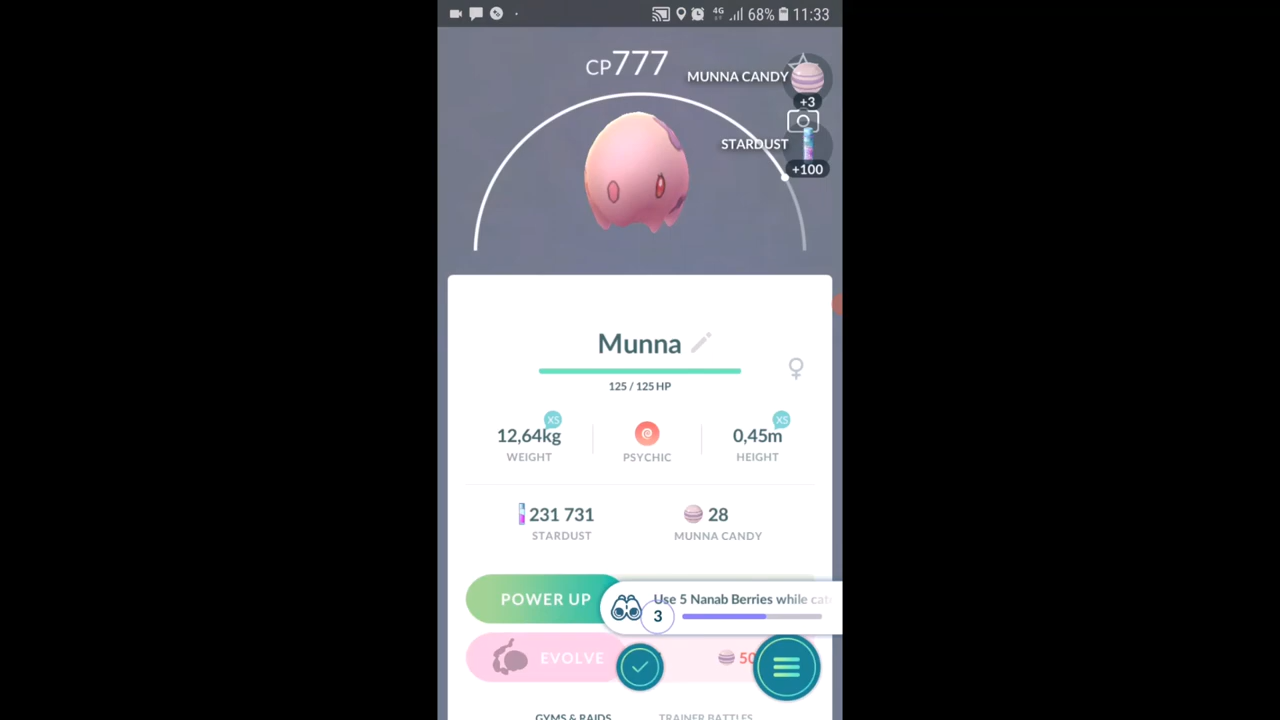 4G 68% 11:33
CP777
MUNNA CANDY
+3
STARDUST
+100
Munna
125 / 125 HP
XS XS
12,64kg 0,45m
WEIGHT PSYCHIC HEIGHT
231 731 28
STARDUST MUNNA CANDY
POWER UP
Use 5 Nanab Berries while
3
EVOLVE 50
GYMS & RAIDS TRAINER BATTLES